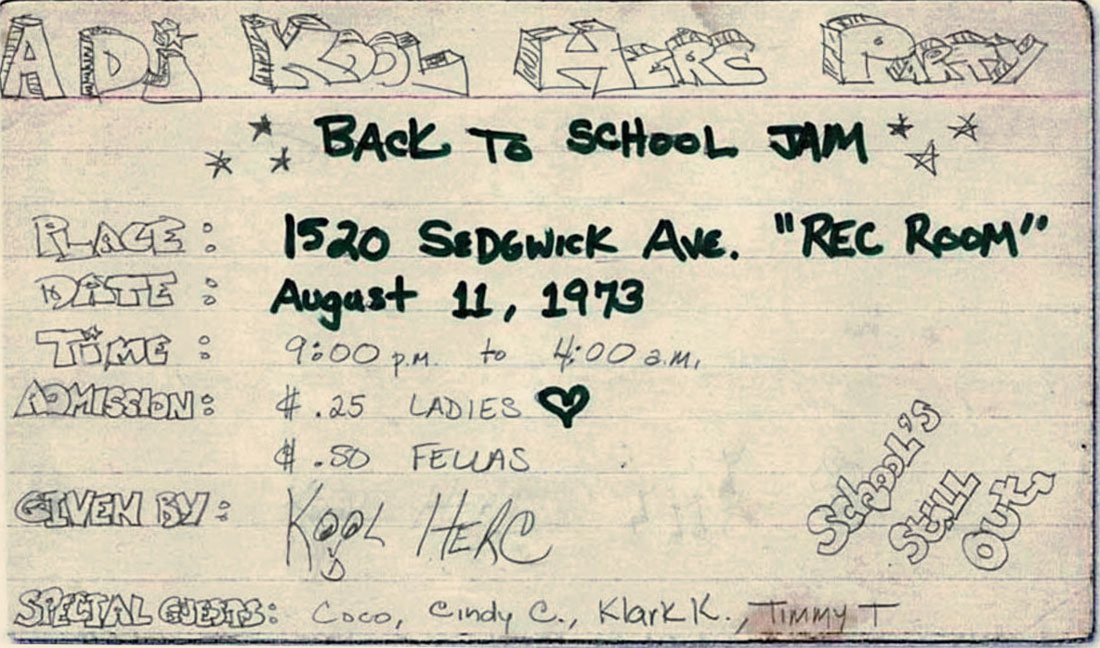 A DJ KOOL HERC PARTY
BACK TO SCHOOL JAM
PLACE: 1520 SEDGWICK AVE. "REC ROOM"
DATE: August 11, 1973
TIME: 9:00 p.m. to 4:00 a.m.
ADMISSION: $.25 LADIES
$.50 FELLAS
GIVEN BY: KOOL HERC
SPECIAL GUESTS: Coco, Cindy C., Klark K., Timmy T
School's
Still
Out.